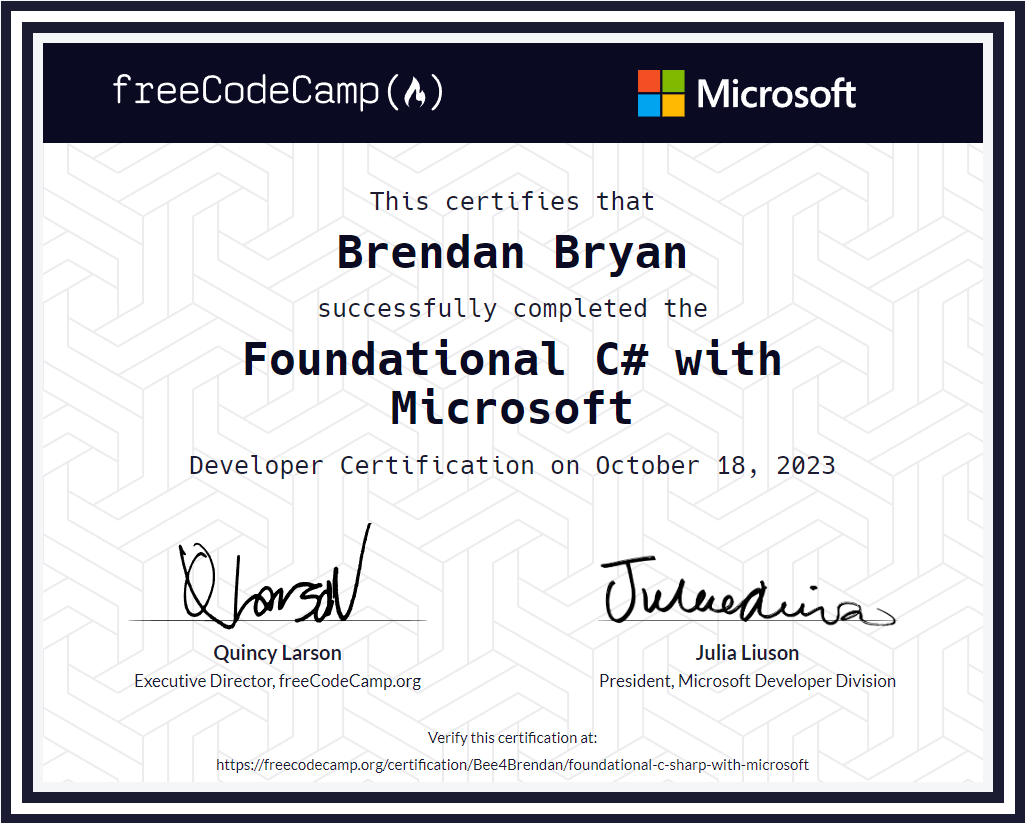 freeCodeCamp
Microsoft
This certifies that
Brendan Bryan
successfully completed the
Foundational C# with
Microsoft
Developer Certification on October 18, 2023
Q Larson
Quincy Larson
Executive Director, freeCodeCamp.org
Julia Liuson
President, Microsoft Developer Division
Verify this certification at:
https://freecodecamp.org/certification/Bee4Brendan/foundational-c-sharp-with-microsoft